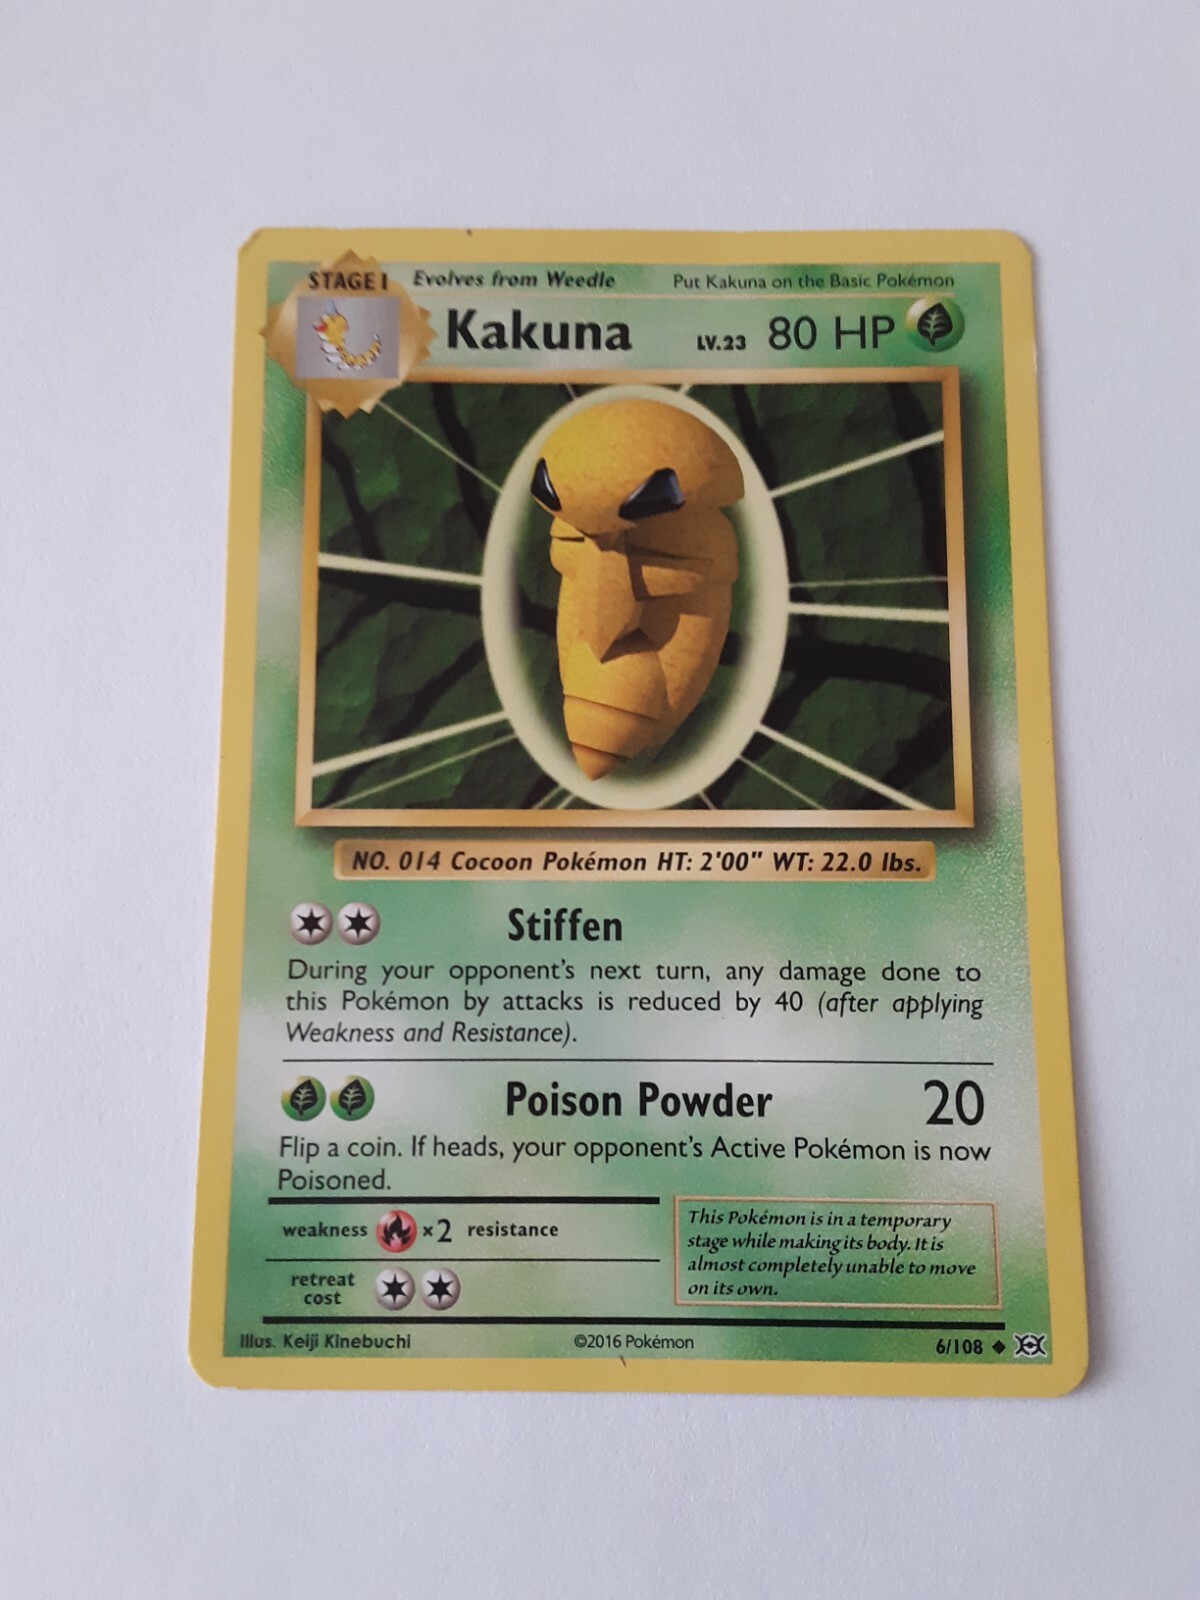 STAGE 1 Evolves from Weedle Put Kakuna on the Basic Pokémon
Kakuna LV.23 80 HP
NO. 014 Cocoon Pokémon HT: 2'00" WT: 22.0 lbs.
Stiffen
During your opponent's next turn, any damage done to
this Pokémon by attacks is reduced by 40 (after applying
Weakness and Resistance).
Poison Powder 20
Flip a coin. If heads, your opponent's Active Pokémon is now
Poisoned.
weakness ×2 resistance
retreat
cost
This Pokémon is in a temporary
stage while making its body. It is
almost completely unable to move
on its own.
Illus. Keiji Kinebuchi ©2016 Pokémon 6/108